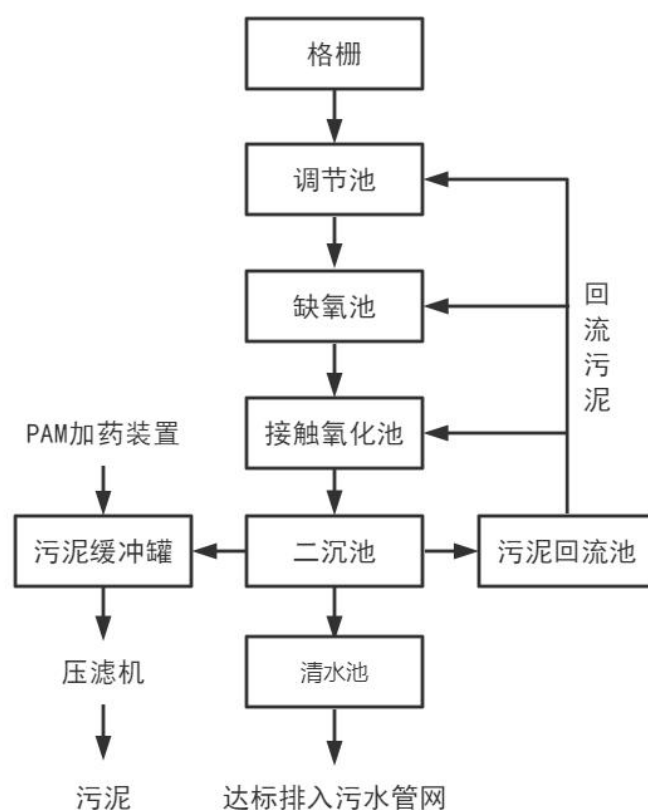 格栅
调节池
缺氧池
回流污泥
PAM加药装置
接触氧化池
污泥缓冲罐
二沉池
污泥回流池
压滤机
清水池
污泥
达标排入污水管网